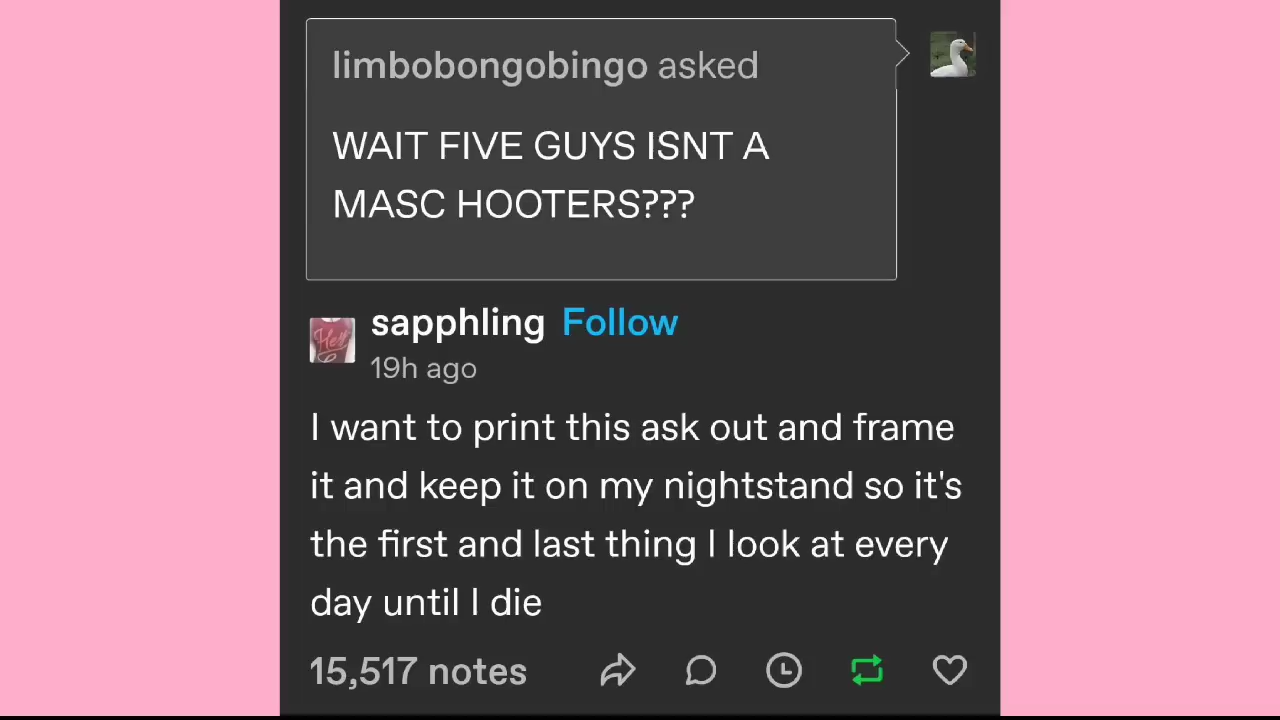 limbobongobingo asked
WAIT FIVE GUYS ISNT A
MASC HOOTERS???
sapphling Follow
19h ago
I want to print this ask out and frame
it and keep it on my nightstand so it's
the first and last thing I look at every
day until I die
15,517 notes